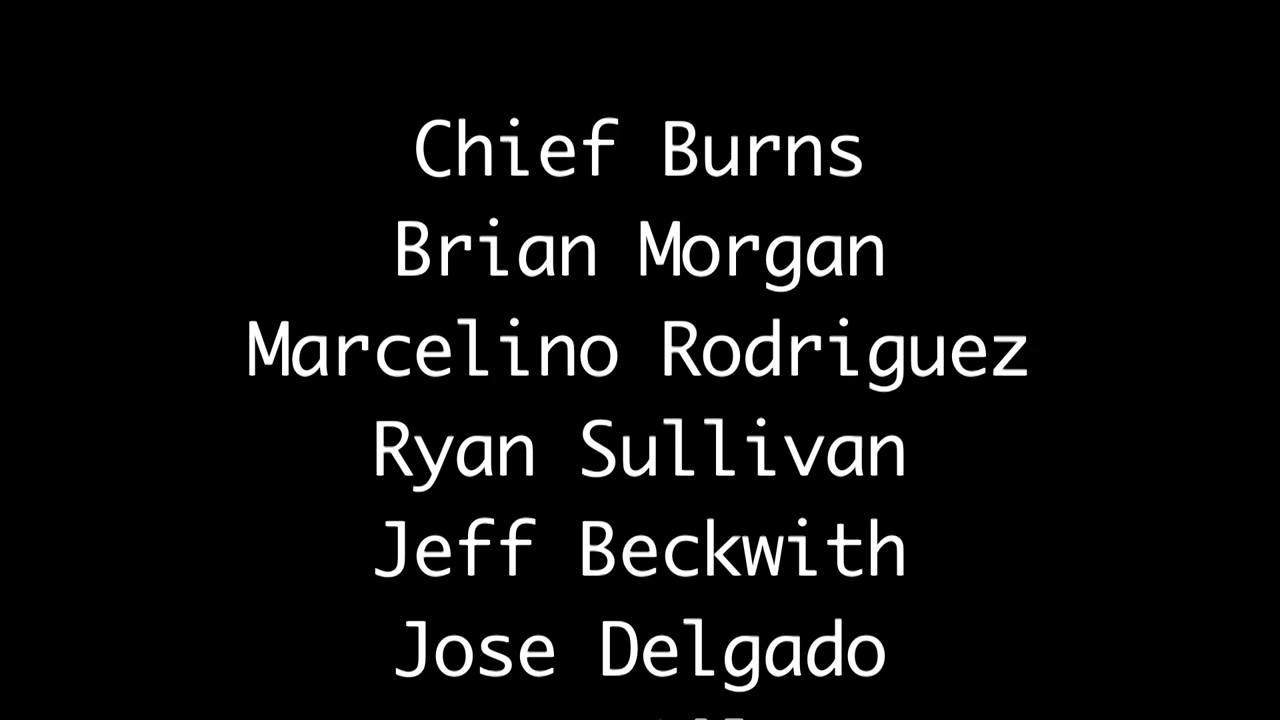 Chief Burns
Brian Morgan
Marcelino Rodriguez
Ryan Sullivan
Jeff Beckwith
Jose Delgado